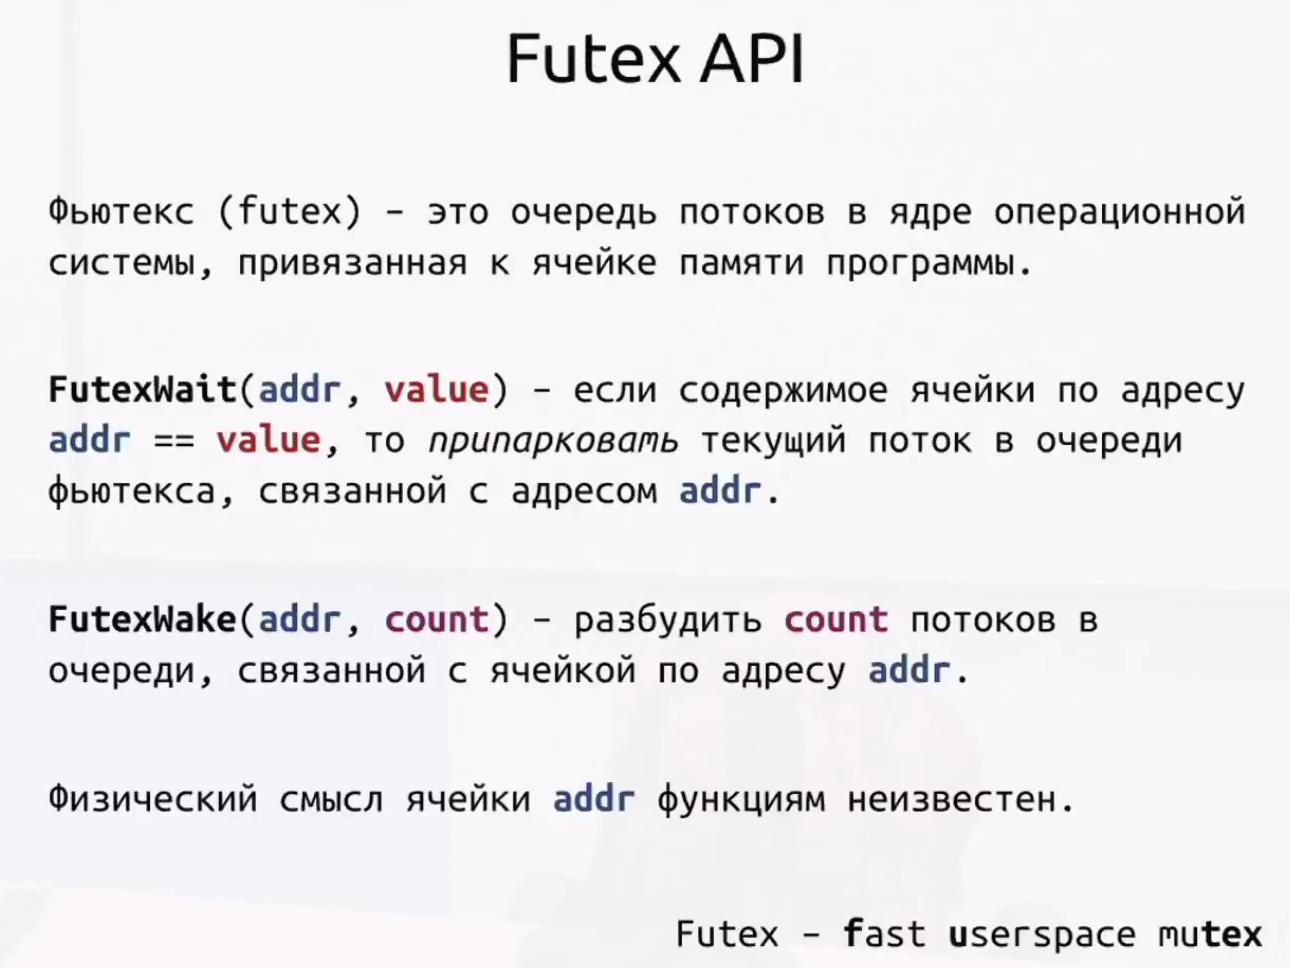 Futex API
Фьютекс (futex) – это очередь потоков в ядре операционной
системы, привязанная к ячейке памяти программы.
FutexWait(addr, value) – если содержимое ячейки по адресу
addr == value, то припарковать текущий поток в очереди
фьютекса, связанной с адресом addr.
FutexWake(addr, count) – разбудить count потоков в
очереди, связанной с ячейкой по адресу addr.
Физический смысл ячейки addr функциям неизвестен.
Futex – fast userspace mutex